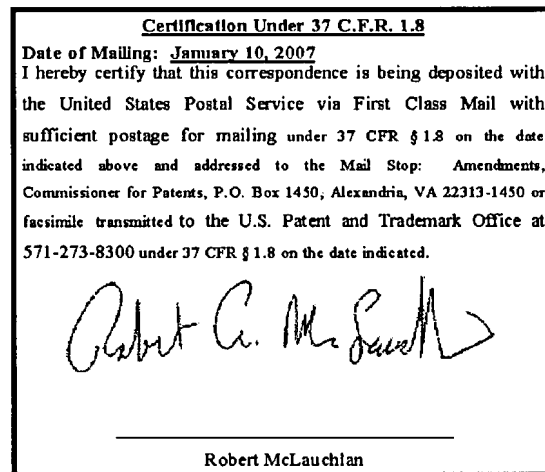 Certification Under 37 C.F.R. 1.8
Date of Mailing: January 10, 2007
I hereby certify that this correspondence is being deposited with
the United States Postal Service via First Class Mail with
sufficient postage for mailing under 37 CFR § 1.8 on the date
indicated above and addressed to the Mail Stop: Amendments,
Commissioner for Patents, P.O. Box 1450, Alexandria, VA 22313-1450 or
facsimile transmitted to the U.S. Patent and Trademark Office at
571-273-8300 under 37 CFR § 1.8 on the date indicated.
Robert A. McLauchlan
Robert McLauchlan